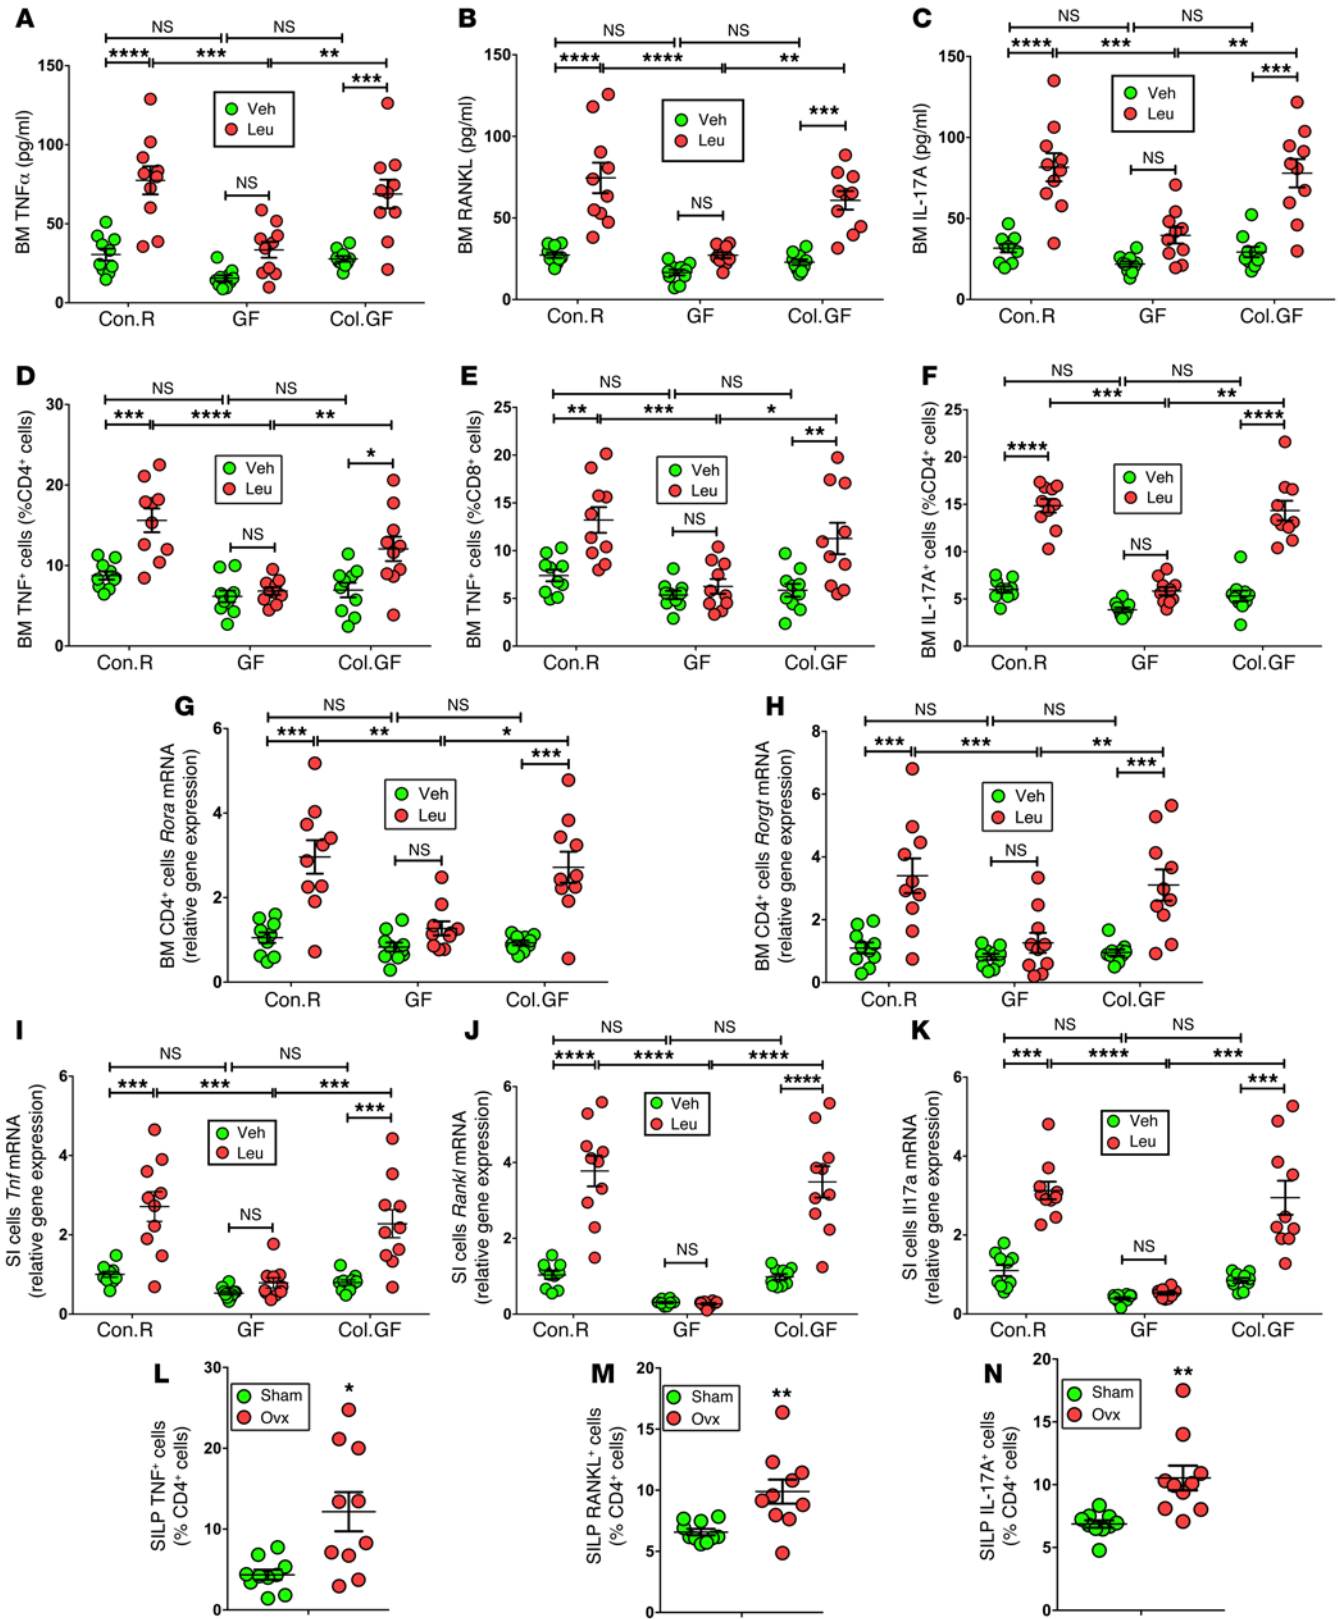 A
NS NS
**** *** **
***
150
100
50
0
BM TNFα (pg/ml)
Veh
Leu
NS
Con.R GF Col.GF
B
NS NS
**** **** **
***
150
100
50
0
BM RANKL (pg/ml)
Veh
Leu
NS
Con.R GF Col.GF
C
NS NS
**** *** **
***
150
100
50
0
BM IL-17A (pg/ml)
Veh
Leu
NS
Con.R GF Col.GF
D
NS NS
*** **** **
*
30
20
10
0
BM TNF⁺ cells (%CD4⁺ cells)
Veh
Leu
NS
Con.R GF Col.GF
E
NS NS
** *** *
**
25
20
15
10
5
0
BM TNF⁺ cells (%CD8⁺ cells)
Veh
Leu
NS
Con.R GF Col.GF
F
NS NS
*** **
**** ****
25
20
15
10
5
0
BM IL-17A⁺ cells (%CD4⁺ cells)
Veh
Leu
NS
Con.R GF Col.GF
G
NS NS
*** ** *
***
6
4
2
0
BM CD4⁺ cells Rora mRNA
(relative gene expression)
Veh
Leu
NS
Con.R GF Col.GF
H
NS NS
*** *** **
***
8
6
4
2
0
BM CD4⁺ cells Rorgt mRNA
(relative gene expression)
Veh
Leu
NS
Con.R GF Col.GF
I
NS NS
*** *** ***
***
6
4
2
0
SI cells Tnf mRNA
(relative gene expression)
Veh
Leu
NS
Con.R GF Col.GF
J
NS NS
**** **** ****
****
6
4
2
0
SI cells Rankl mRNA
(relative gene expression)
Veh
Leu
NS
Con.R GF Col.GF
K
NS NS
*** **** ***
***
6
4
2
0
SI cells Il17a mRNA
(relative gene expression)
Veh
Leu
NS
Con.R GF Col.GF
L
*
30
20
10
0
SILP TNF⁺ cells
(% CD4⁺ cells)
Sham
Ovx
M
**
20
15
10
5
0
SILP RANKL⁺ cells
(% CD4⁺ cells)
Sham
Ovx
N
**
20
15
10
5
0
SILP IL-17A⁺ cells
(% CD4⁺ cells)
Sham
Ovx